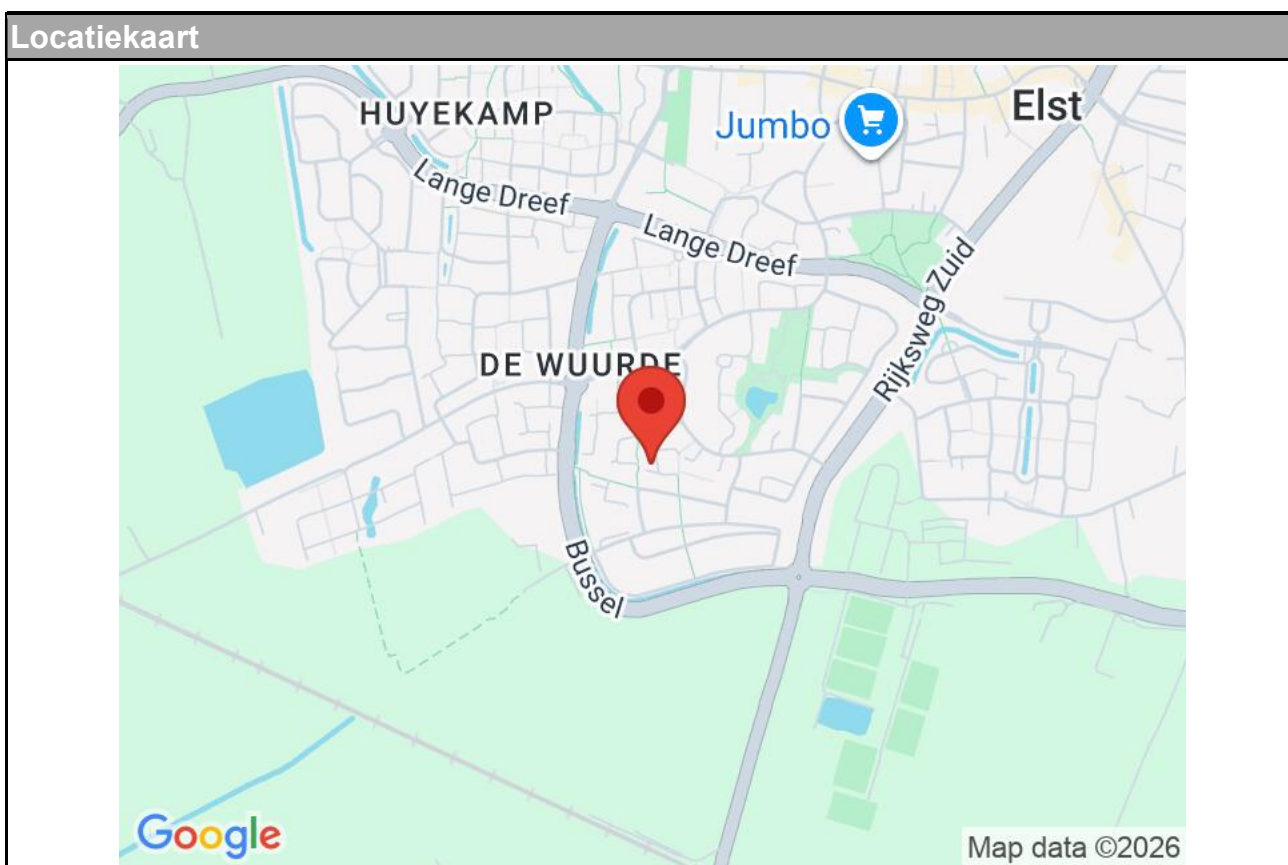 Locatiekaart
HUYEKAMP
Elst
Jumbo
Lange Dreef
Lange Dreef
Rijksweg Zuid
DE WUURDE
Bussel
Google
Map data ©2026